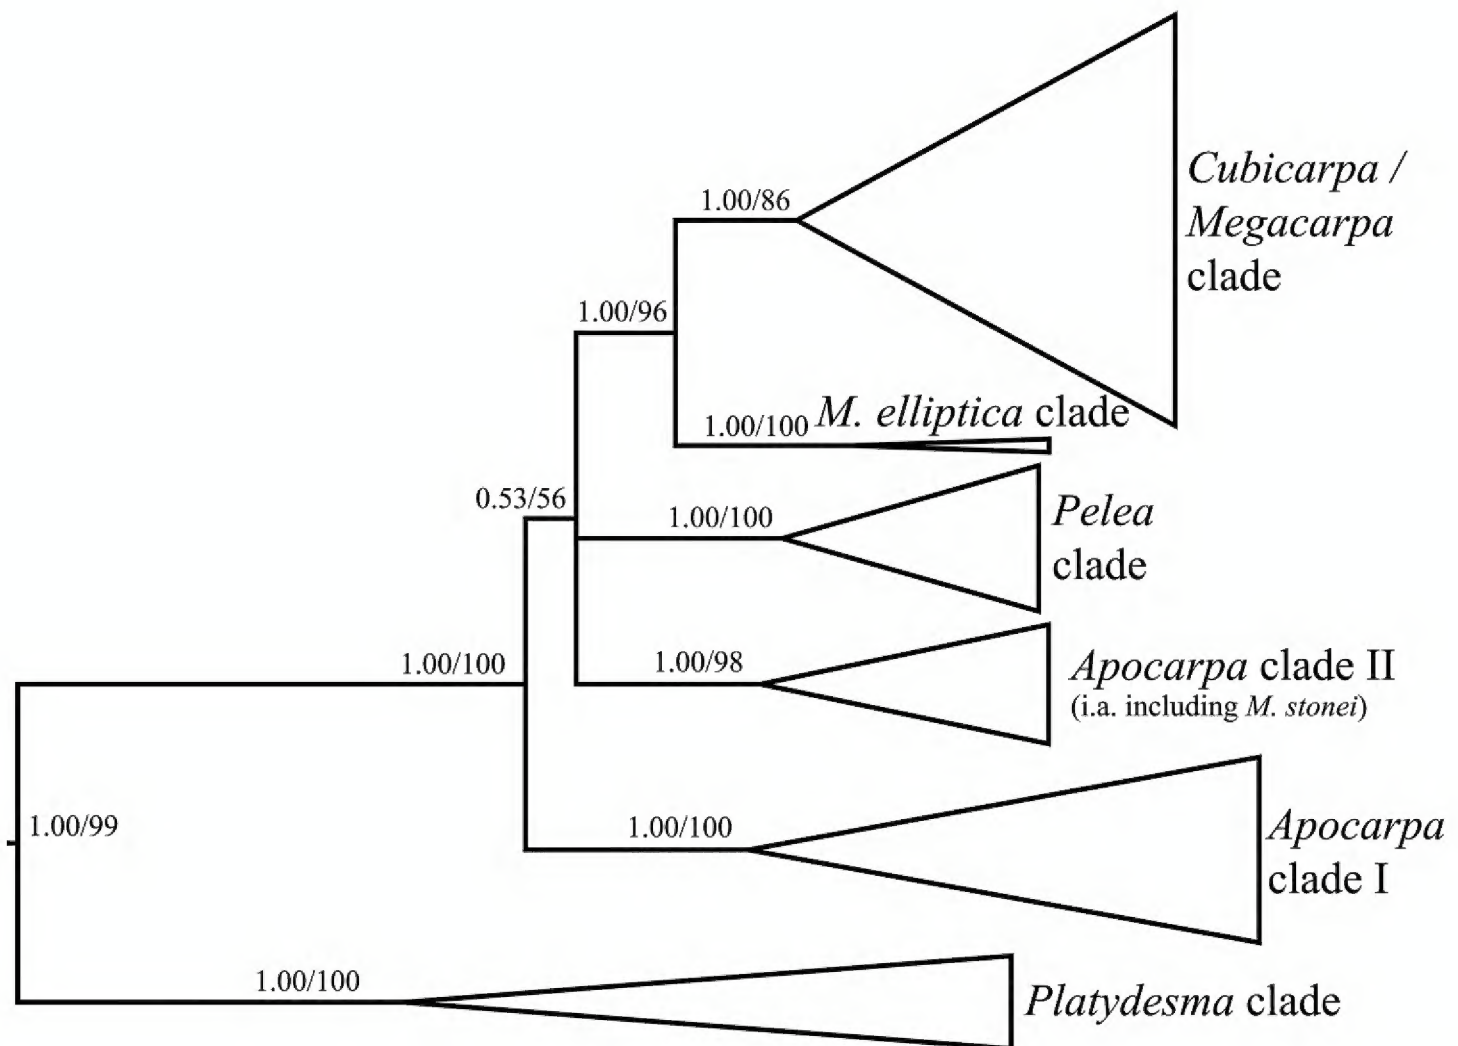 1.00/86
Cubicarpa /
Megacarpa
clade
1.00/96
M. elliptica clade
1.00/100
0.53/56
1.00/100
Pelea
clade
1.00/100
1.00/98
Apocarpa clade II
(i.a. including M. stonei)
1.00/99
1.00/100
Apocarpa
clade I
1.00/100
Platydesma clade